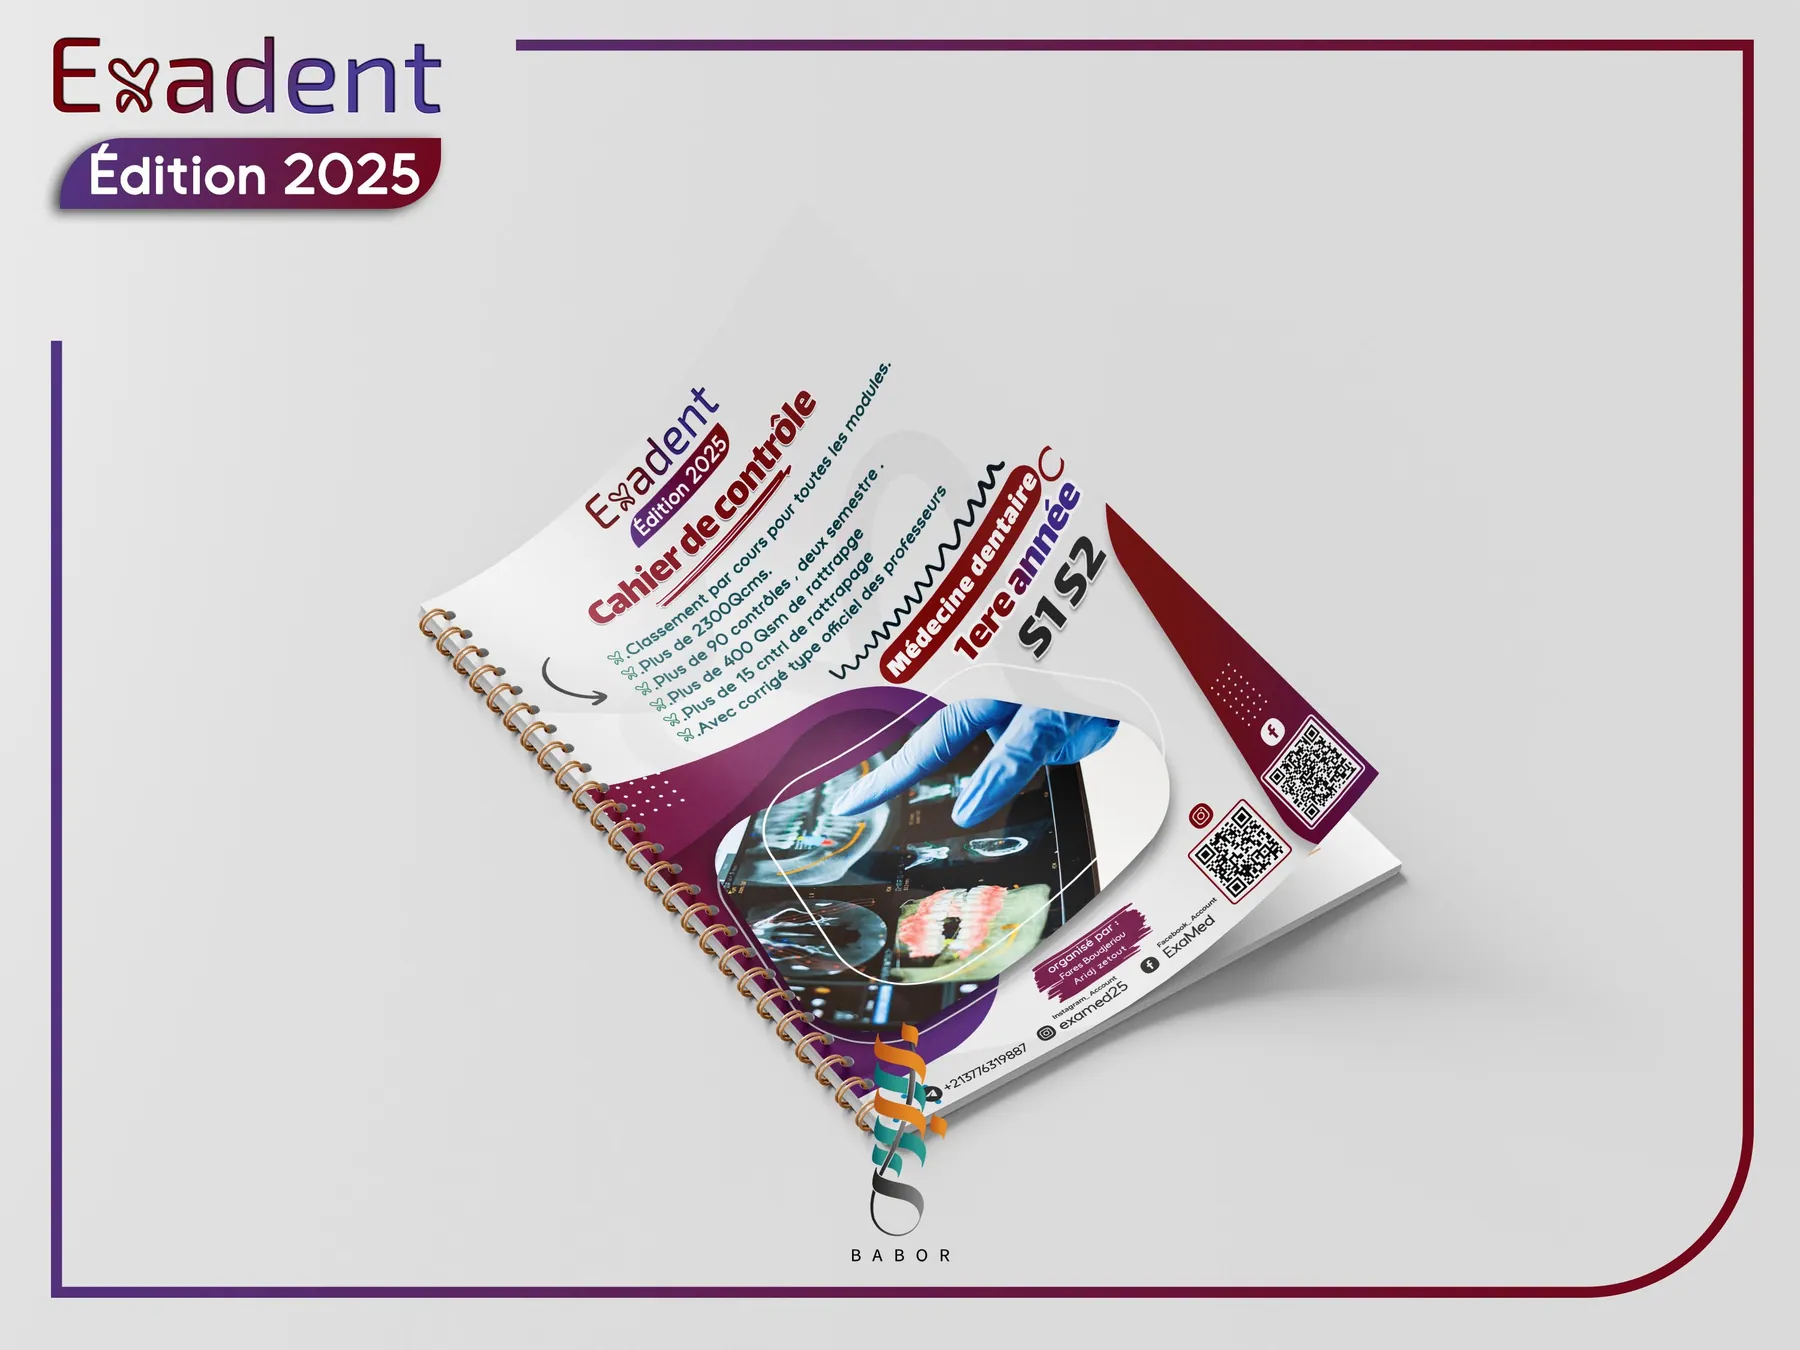 Exadent
Édition 2025
Exadent
Édition 2025
Cahier de contrôle
.Classement par cours pour toutes les modules.
.Plus de 2300Qcms.
.Plus de 90 contrôles , deux semestre .
.Plus de 400 Qsm de rattrapge
.Plus de 15 cntrl de rattrapage
.Avec corrigé type officiel des professeurs
Médecine dentaire
1ere année
S1 S2
organisé par :
Fares Boudjeriou
Aridj zetout
Facebook_Account
ExaMed
Instagram_Account
examed25
+213776319887
BABOR